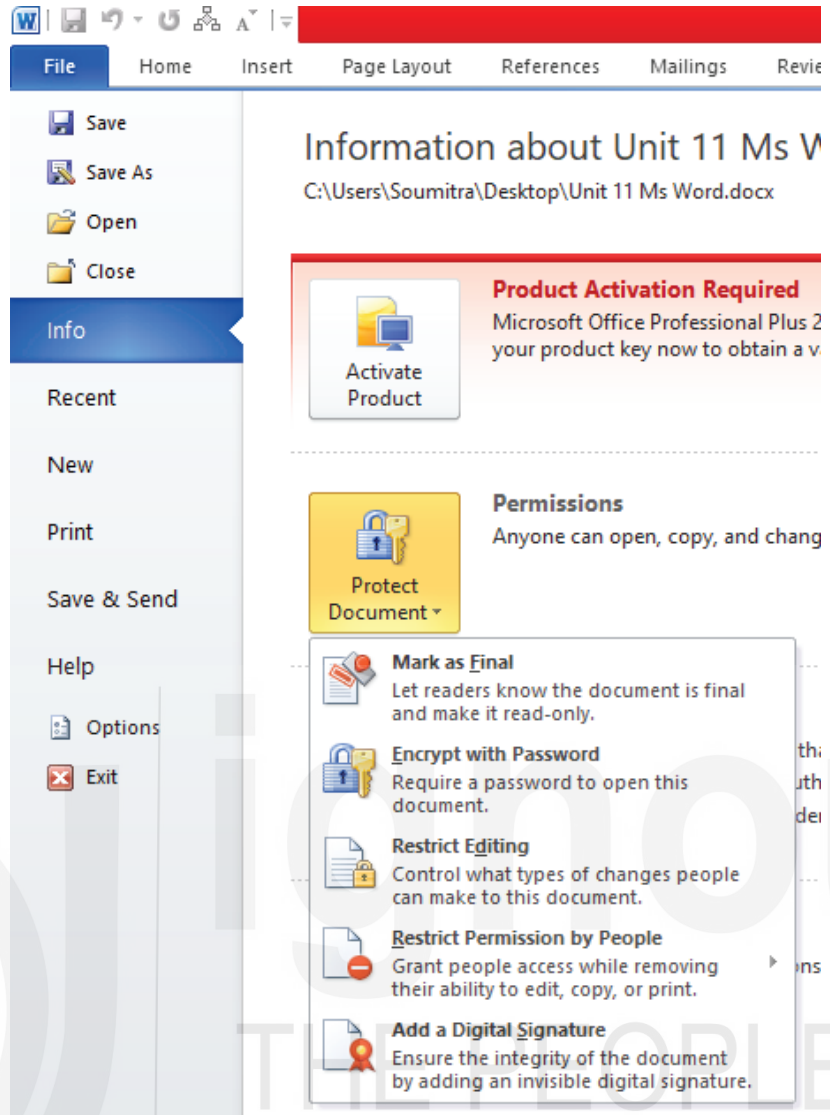 File Home Insert Page Layout References Mailings
Save
Save As
Open
Close
Info
Recent
New
Print
Save & Send
Help
Options
Exit
Information about Unit 11 Ms
C:\Users\Soumitra\Desktop\Unit 11 Ms Word.docx
Activate
Product
Product Activation Required
Microsoft Office Professional Plus 2
your product key now to obtain a
Protect
Document
Permissions
Anyone can open, copy, and
Mark as Final
Let readers know the document is final
and make it read-only.
Encrypt with Password
Require a password to open this
document.
Restrict Editing
Control what types of changes people
can make to this document.
Restrict Permission by People
Grant people access while removing
their ability to edit, copy, or print.
Add a Digital Signature
Ensure the integrity of the document
by adding an invisible digital signature.
ignou
THE PEOPLE